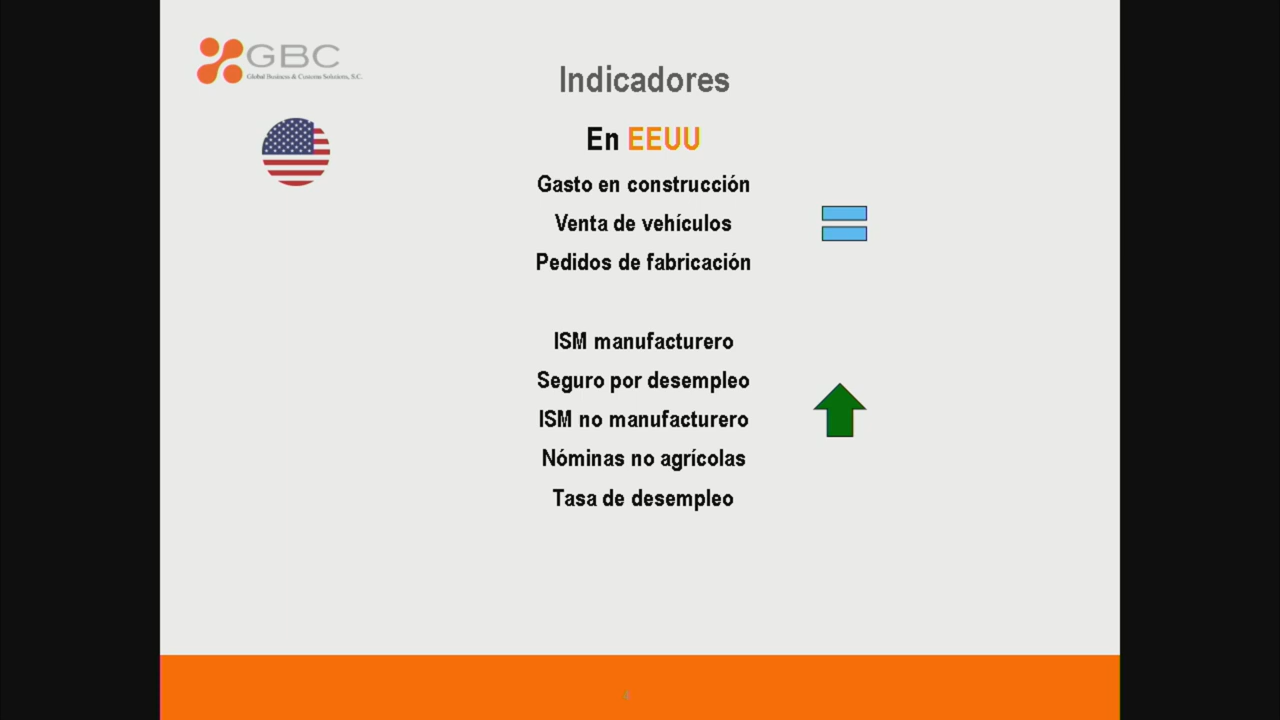 GBC
Global Business & Customs Solutions, S.C.
Indicadores
En EEUU
Gasto en construcción
Venta de vehículos
Pedidos de fabricación
ISM manufacturero
Seguro por desempleo
ISM no manufacturero
Nóminas no agrícolas
Tasa de desempleo